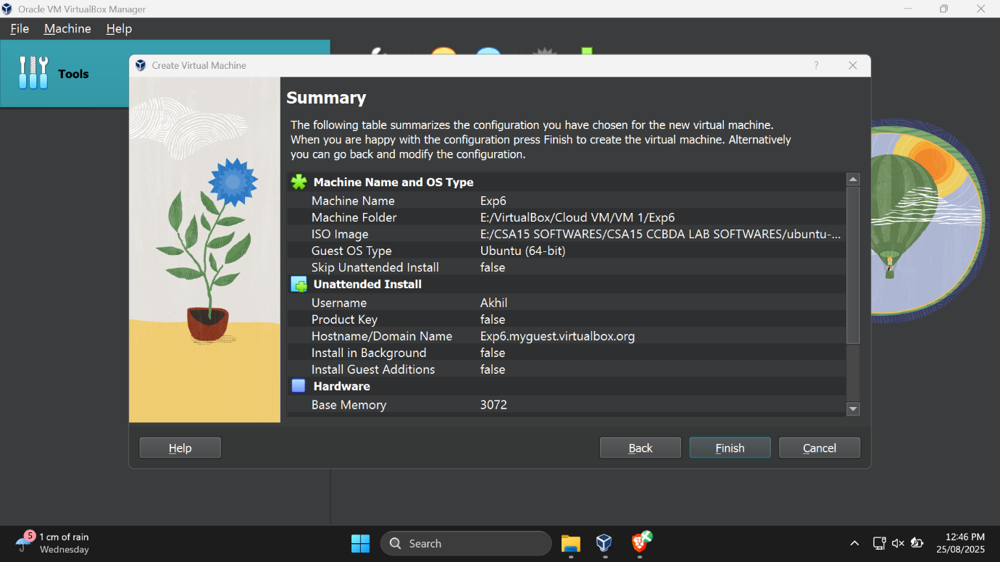 Oracle VM VirtualBox Manager
File Machine Help
Tools
Create Virtual Machine ?
Summary
The following table summarizes the configuration you have chosen for the new virtual machine.
When you are happy with the configuration press Finish to create the virtual machine. Alternatively
you can go back and modify the configuration.
Machine Name and OS Type
Machine Name Exp6
Machine Folder E:/VirtualBox/Cloud VM/VM 1/Exp6
ISO Image E:/CSA15 SOFTWARES/CSA15 CCBDA LAB SOFTWARES/ubuntu-...
Guest OS Type Ubuntu (64-bit)
Skip Unattended Install false
Unattended Install
Username Akhil
Product Key false
Hostname/Domain Name Exp6.myguest.virtualbox.org
Install in Background false
Install Guest Additions false
Hardware
Base Memory 3072
Help Back Finish Cancel
5 1 cm of rain
Wednesday
Search
12:46 PM
25/08/2025